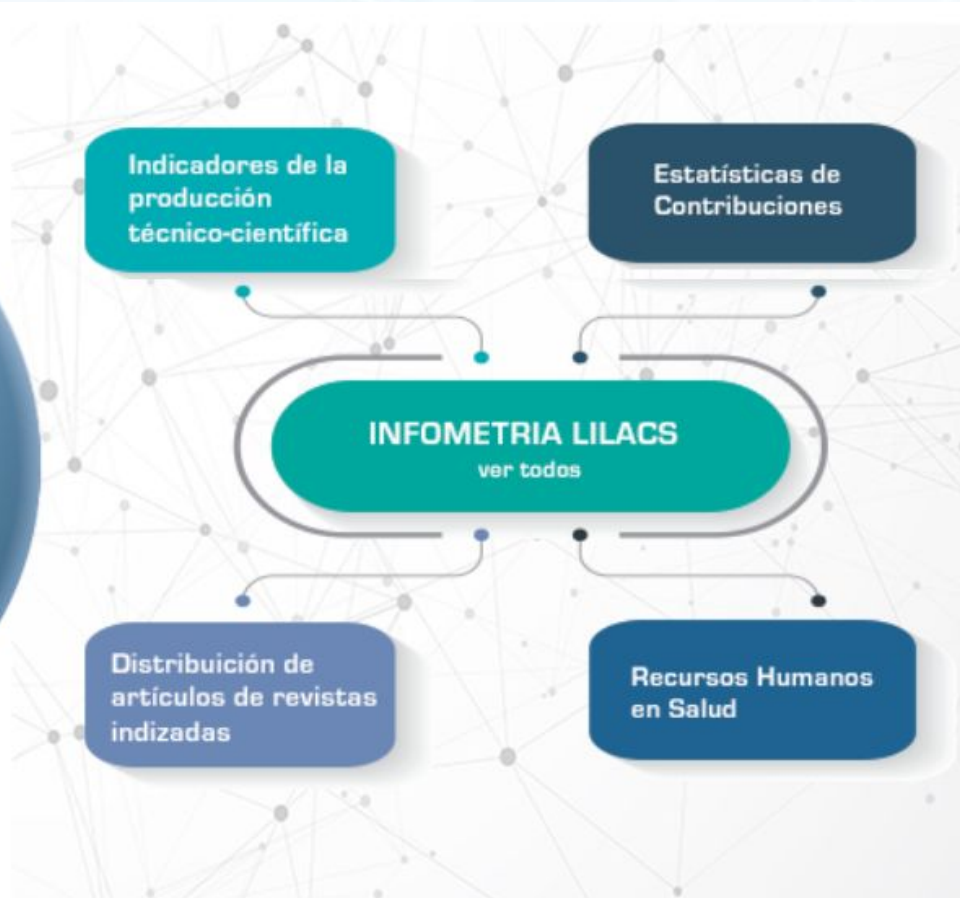 Indicadores de la
producción
técnico-científica
Estatísticas de
Contribuciones
INFOMETRIA LILACS
ver todos
Distribuición de
artículos de revistas
indizadas
Recursos Humanos
en Salud